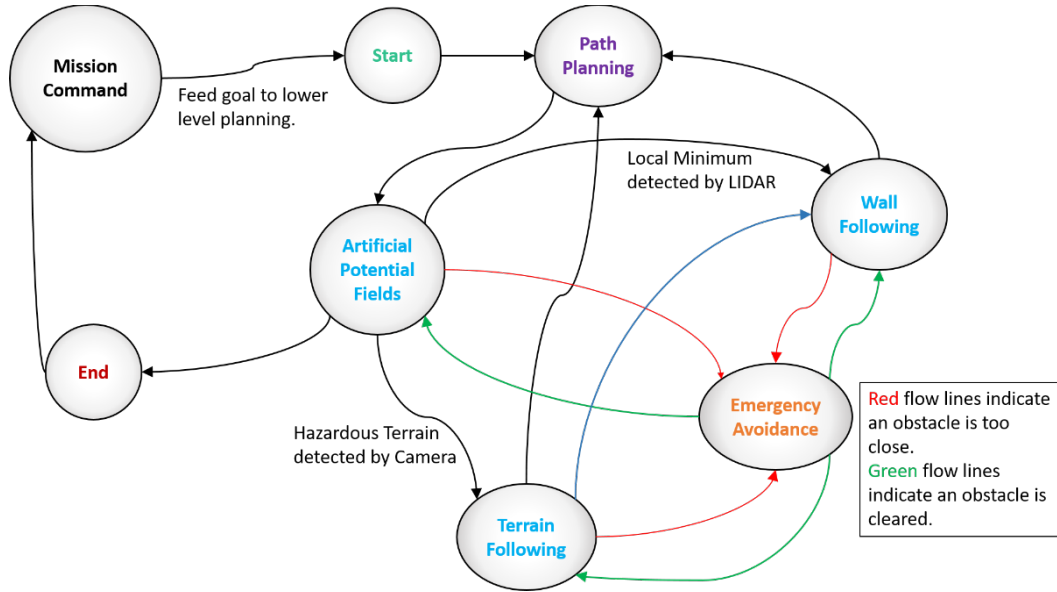 Mission
Command
Feed goal to lower
level planning.
Start
Path
Planning
Local Minimum
detected by LIDAR
Wall
Following
Artificial
Potential
Fields
End
Emergency
Avoidance
Hazardous Terrain
detected by Camera
Terrain
Following
Red flow lines indicate
an obstacle is too
close.
Green flow lines
indicate an obstacle is
cleared.